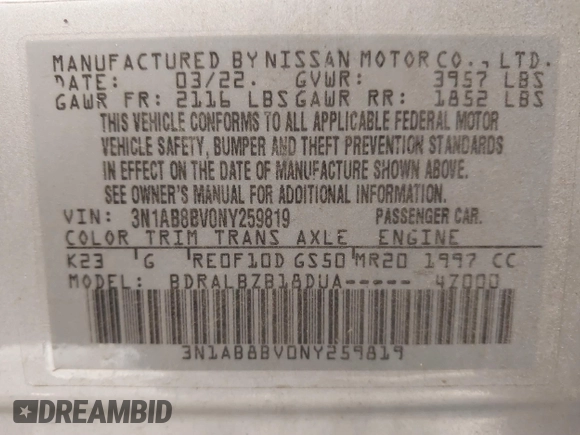 MANUFACTURED BY NISSAN MOTOR CO., LTD.
DATE: 03/22. GVWR: 3957 LBS
GAWR FR: 2116 LBS GAWR RR: 1852 LBS
THIS VEHICLE CONFORMS TO ALL APPLICABLE FEDERAL MOTOR
VEHICLE SAFETY, BUMPER AND THEFT PREVENTION STANDARDS
IN EFFECT ON THE DATE OF MANUFACTURE SHOWN ABOVE.
SEE OWNER'S MANUAL FOR ADDITIONAL INFORMATION.
VIN: 3N1AB8BV0NY259819 PASSENGER CAR.
COLOR TRIM TRANS AXLE ENGINE
K23 G RE0F10D GS50 MR20 1997 CC
BDRALBZB18DUA----- 4Z000
3N1AB8BV0NY259819
DREAMBID